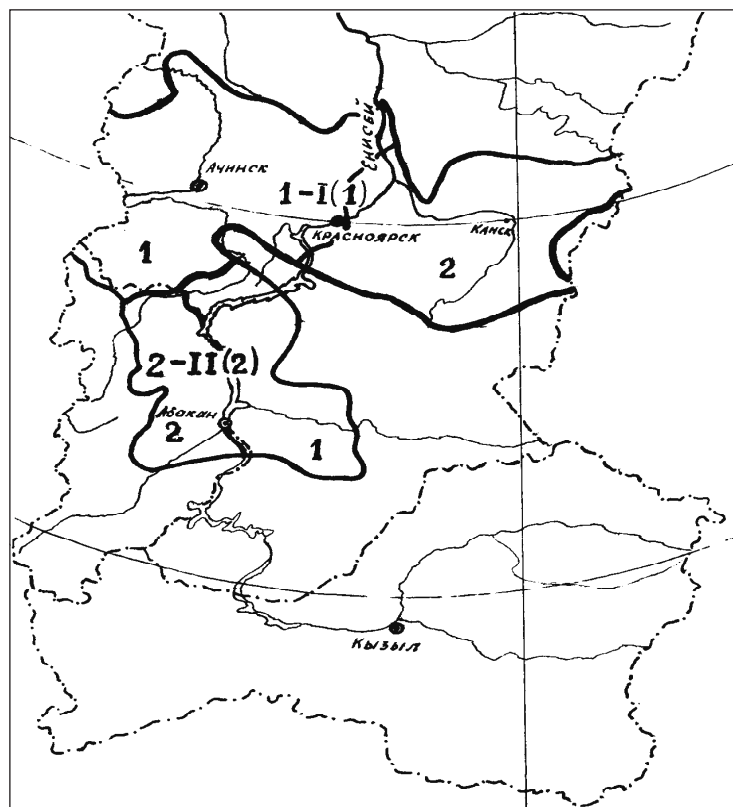 Енисей
Ачинск
1-I(1)
Красноярск
Канск
1
2
2-II(2)
Абакан
2
1
Кызыл